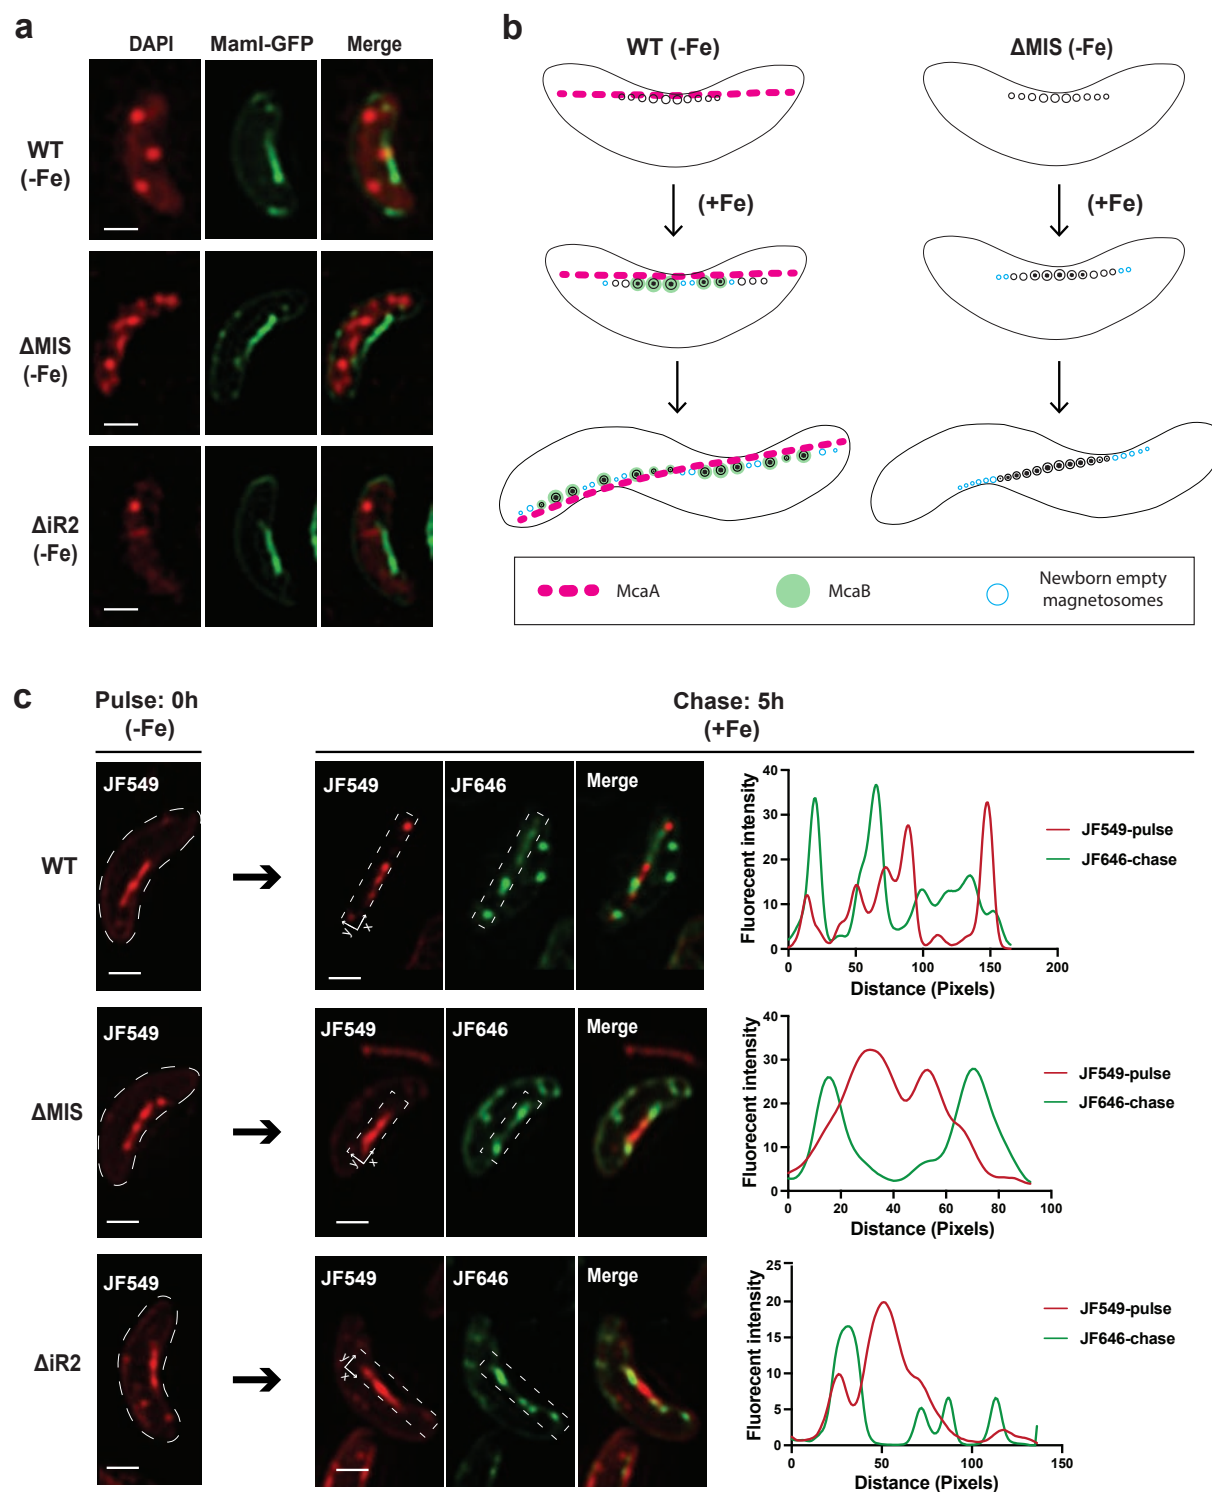 a
DAPI MamI-GFP Merge
WT
(-Fe)
ΔMIS
(-Fe)
ΔiR2
(-Fe)
b
WT (-Fe) ΔMIS (-Fe)
(+Fe) (+Fe)
McaA McaB Newborn empty
magnetosomes
c
Pulse: 0h
(-Fe)
Chase: 5h
(+Fe)
WT
JF549
JF549 JF646 Merge
y x
Fluorecent intensity
40
30
20
10
0
0 50 100 150 200
Distance (Pixels)
JF549-pulse
JF646-chase
ΔMIS
JF549
JF549 JF646 Merge
y x
Fluorecent intensity
40
30
20
10
0
0 20 40 60 80 100
Distance (Pixels)
JF549-pulse
JF646-chase
ΔiR2
JF549
JF549 JF646 Merge
y
x
Fluorecent intensity
25
20
15
10
5
0
0 50 100 150
Distance (Pixels)
JF549-pulse
JF646-chase